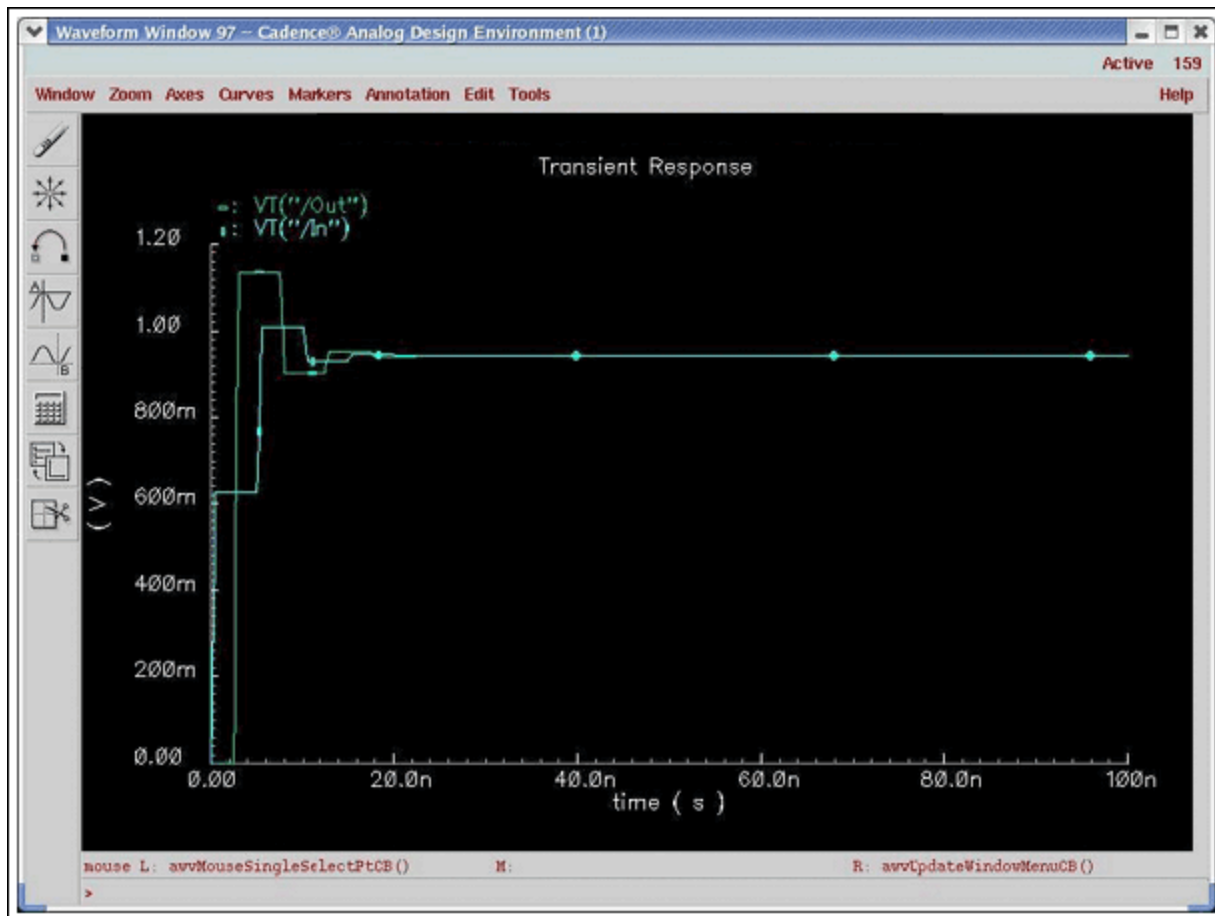 Waveform Window 97 – Cadence® Analog Design Environment (1)
Active 159
Window Zoom Axes Curves Markers Annotation Edit Tools Help
Transient Response
-: VT("/Out")
: VT("/In")
A
B
1.20
1.00
800m
600m
(V)
400m
200m
0.00
0.00 20.0n 40.0n 60.0n 80.0n 100n
time ( s )
mouse L: awvMouseSingleSelectPtCB() M: R: awvUpdateWindowMenuCB()
>